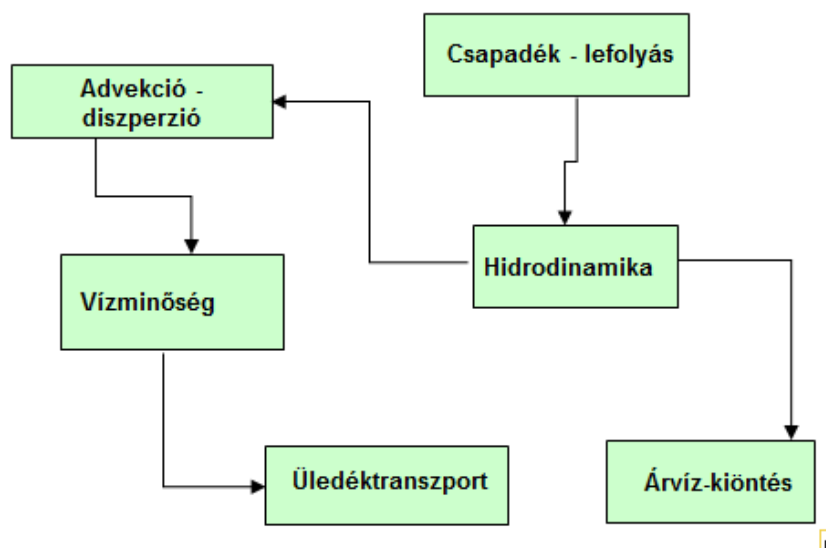 Csapadék - lefolyás
Advekció -
diszperzió
Hidrodinamika
Vízminőség
Üledéktranszport
Árvíz-kiöntés